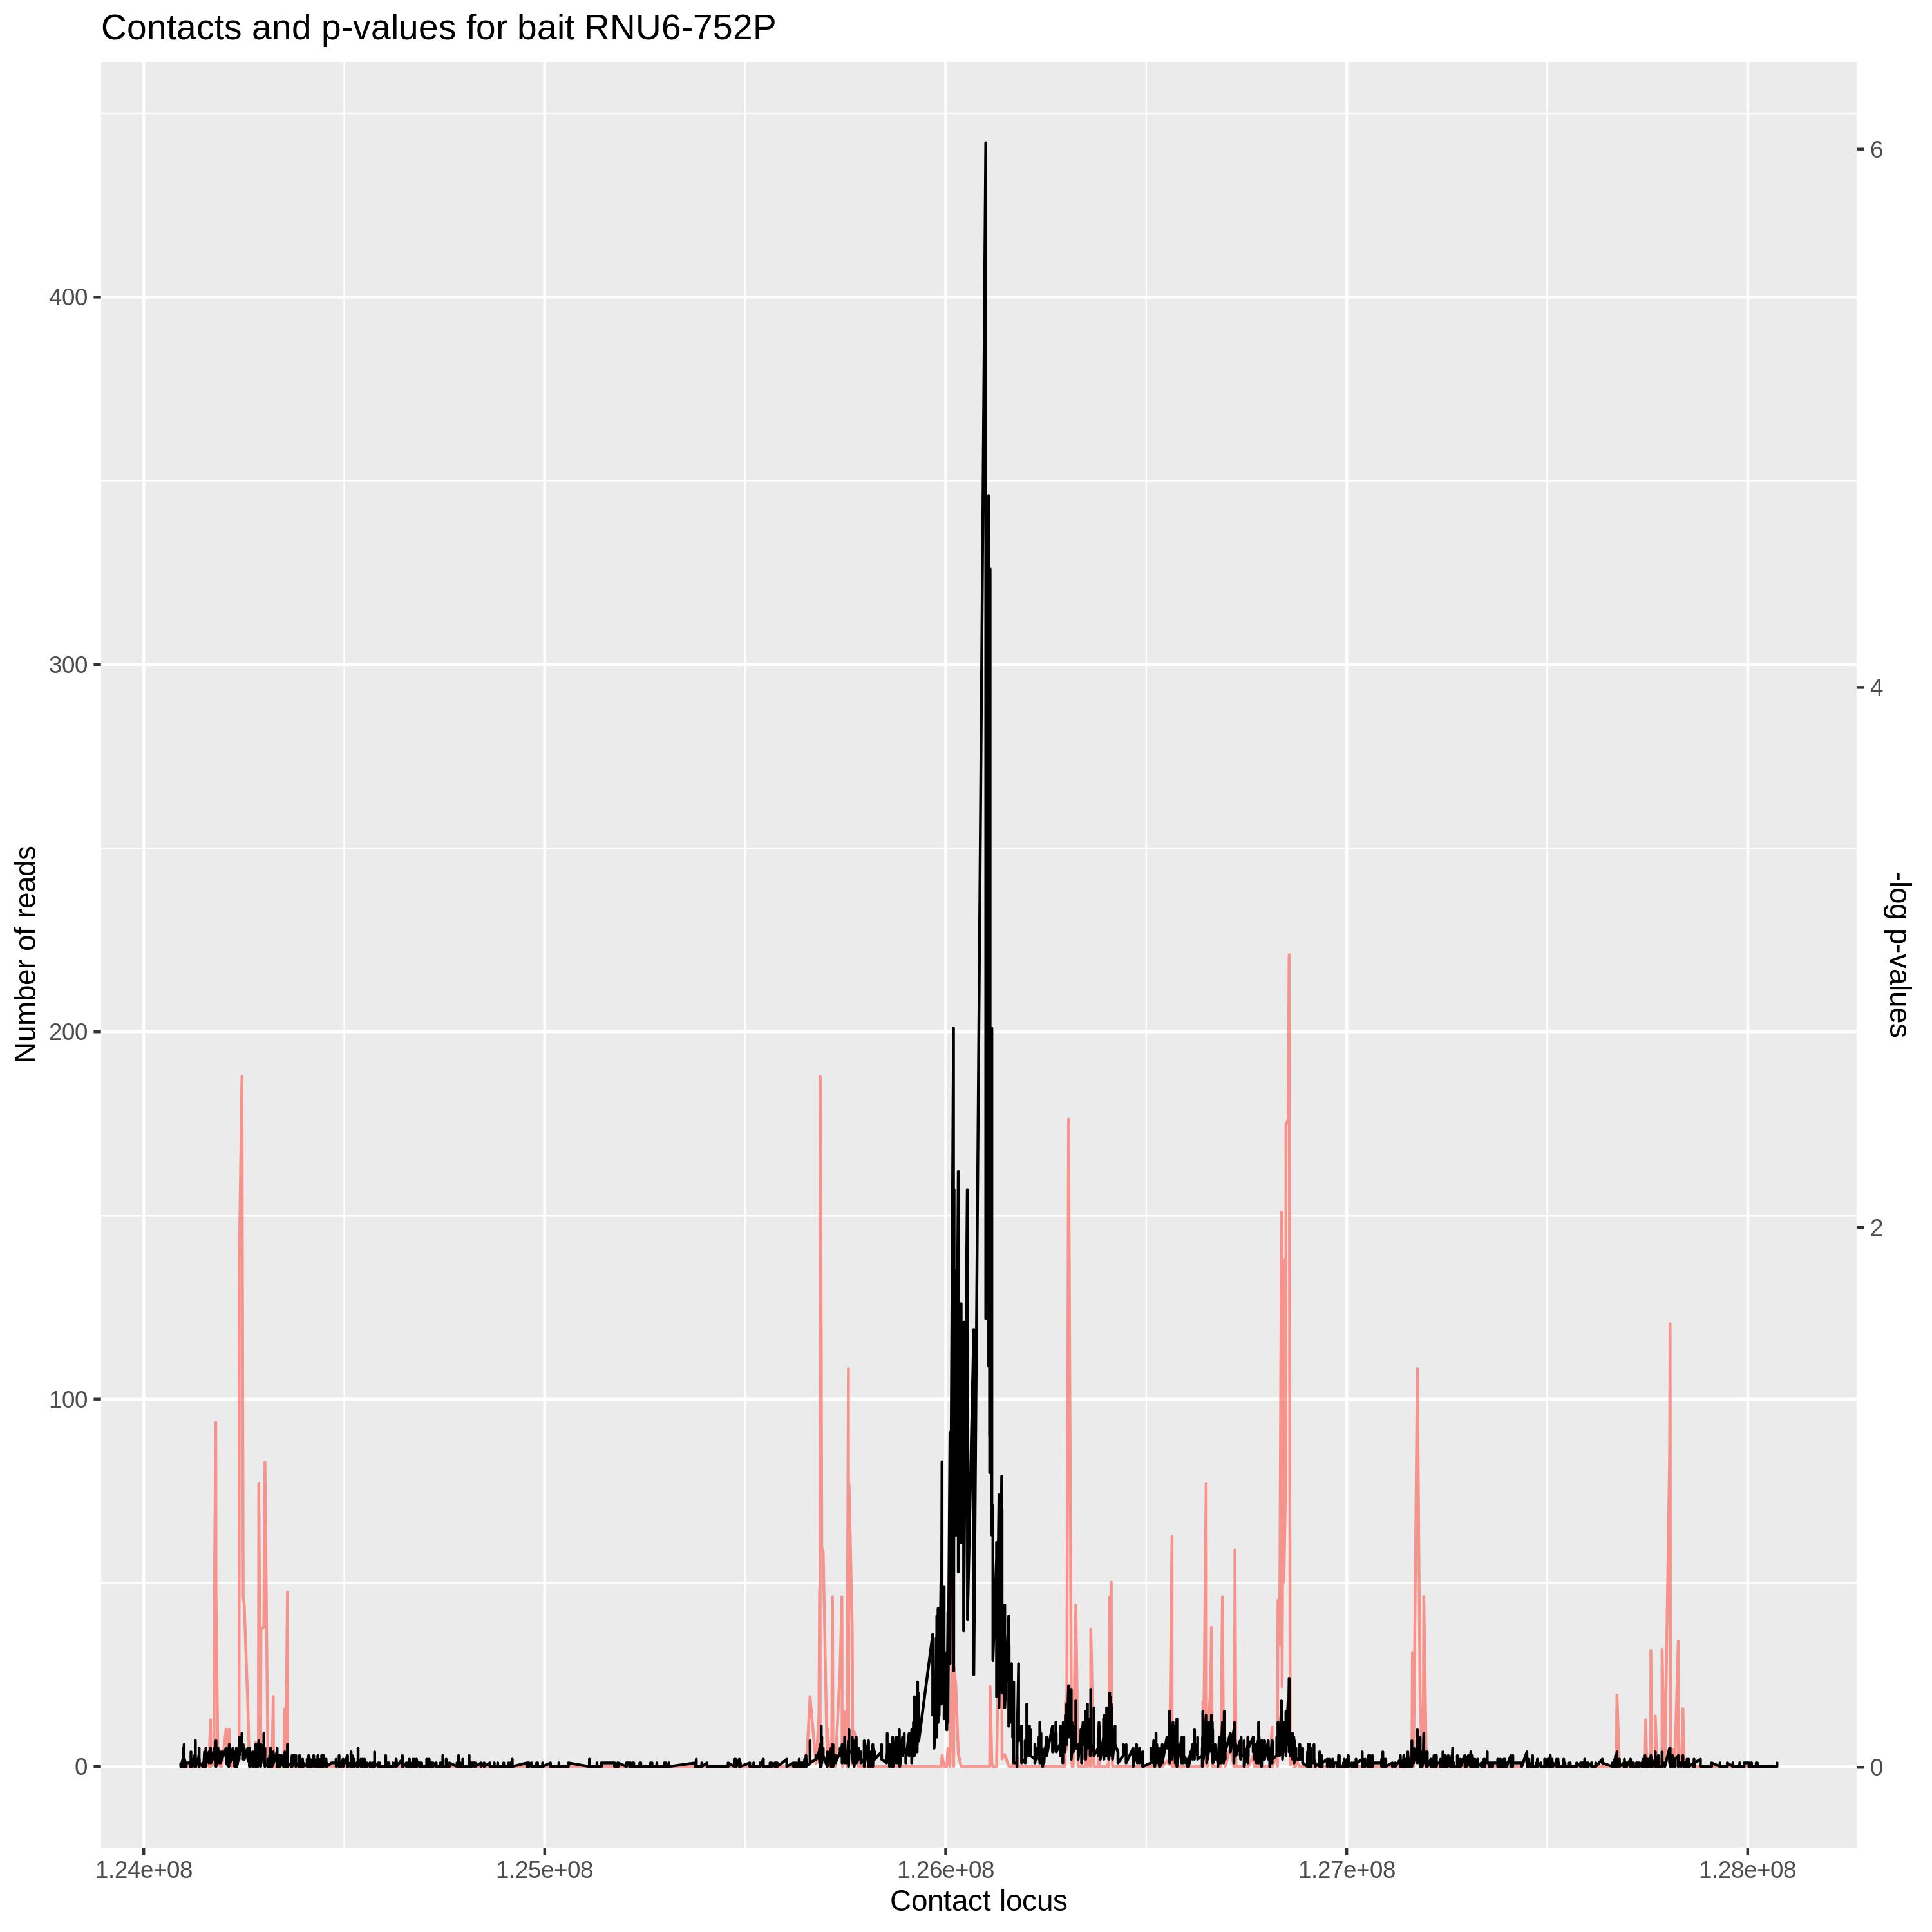 Contacts and p-values for bait RNU6-752P
400
300
200
100
0
6
4
2
0
Number of reads
-log p-values
1.24e+08
1.25e+08
1.26e+08
1.27e+08
1.28e+08
Contact locus